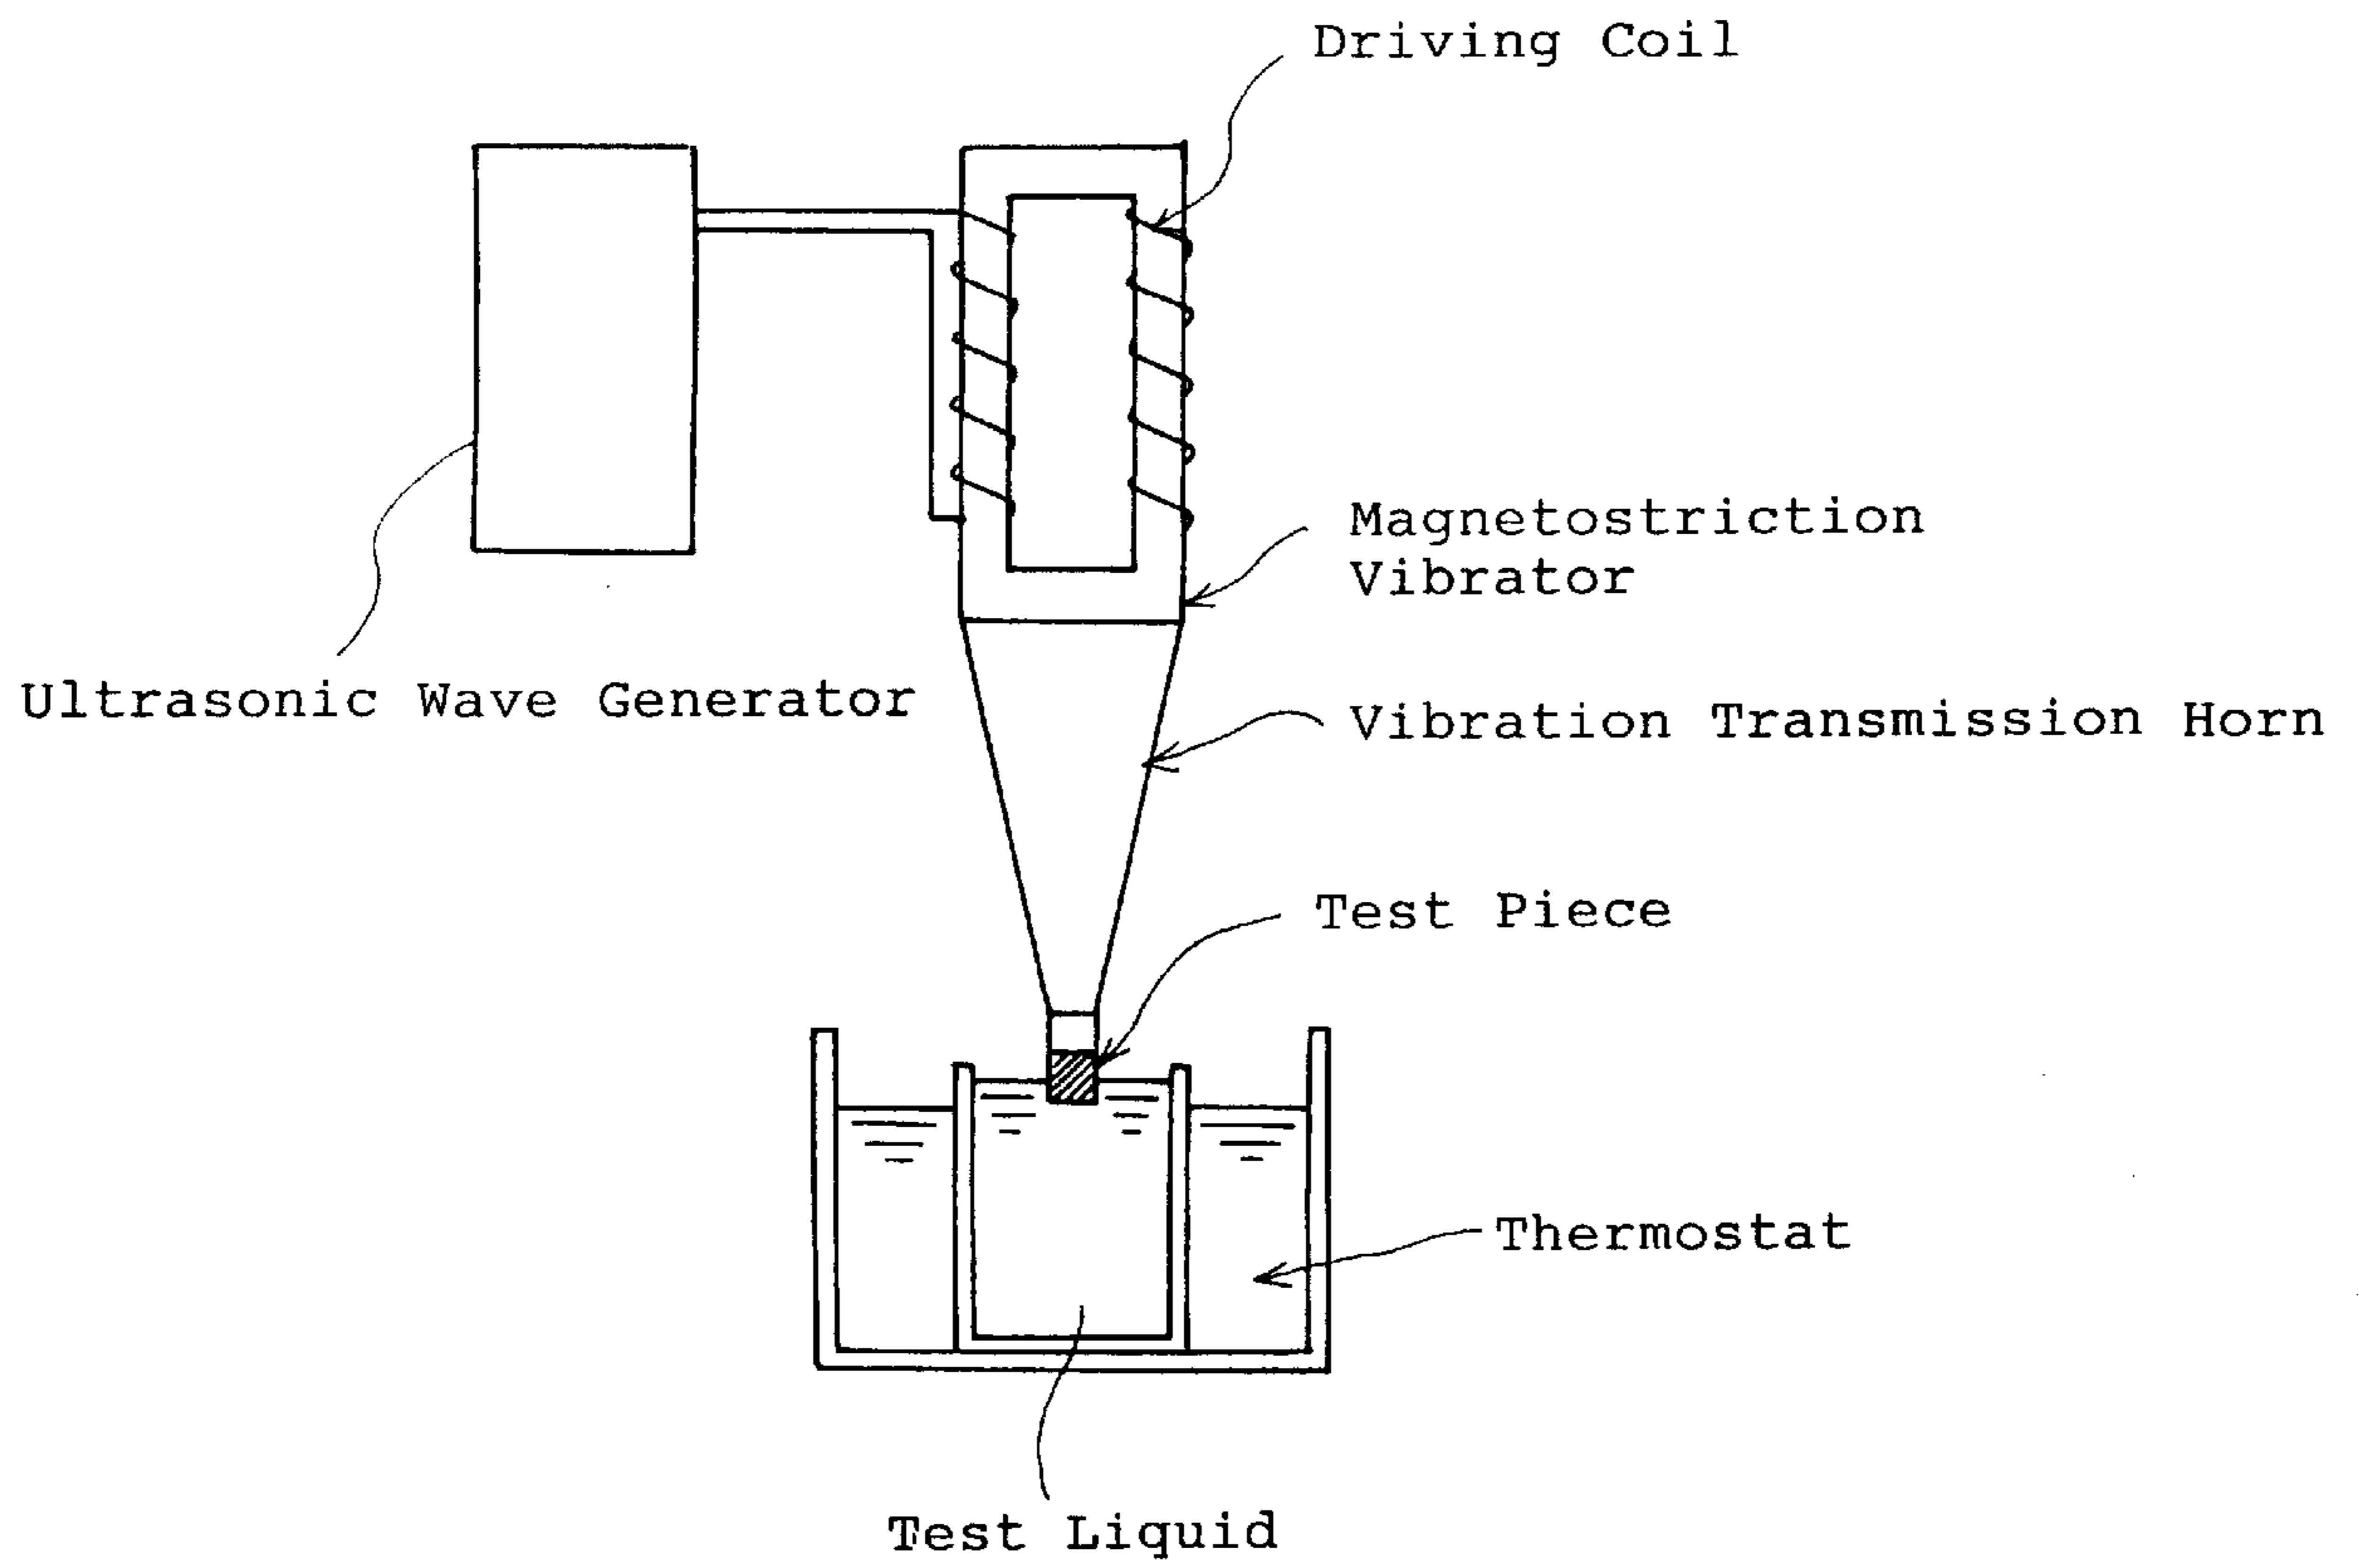 Driving Coil
Magnetostriction
Vibrator
Ultrasonic Wave Generator
Vibration Transmission Horn
Test Piece
Thermostat
Test Liquid